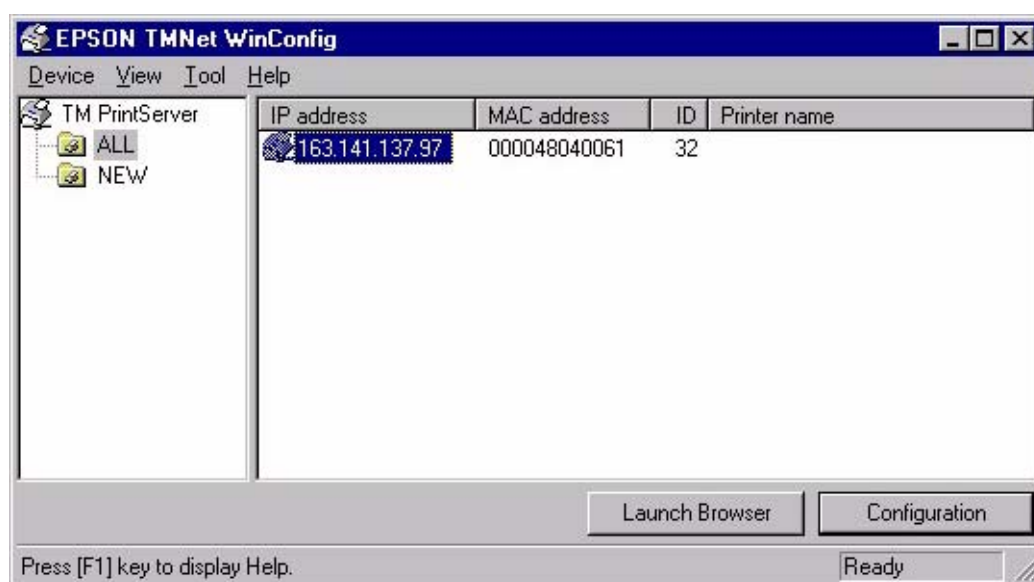 EPSON TMNet WinConfig
Device View Tool Help
TM PrintServer
ALL
NEW
IP address MAC address ID Printer name
163.141.137.97 000048040061 32
Launch Browser Configuration
Press [F1] key to display Help. Ready